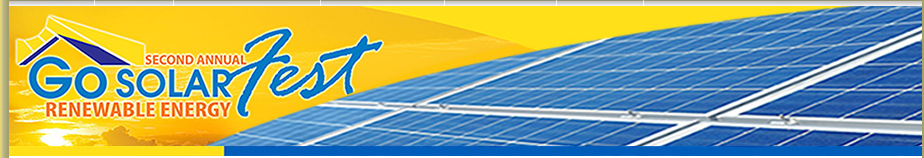 SECOND ANNUAL
GO SOLAR Fest
RENEWABLE ENERGY